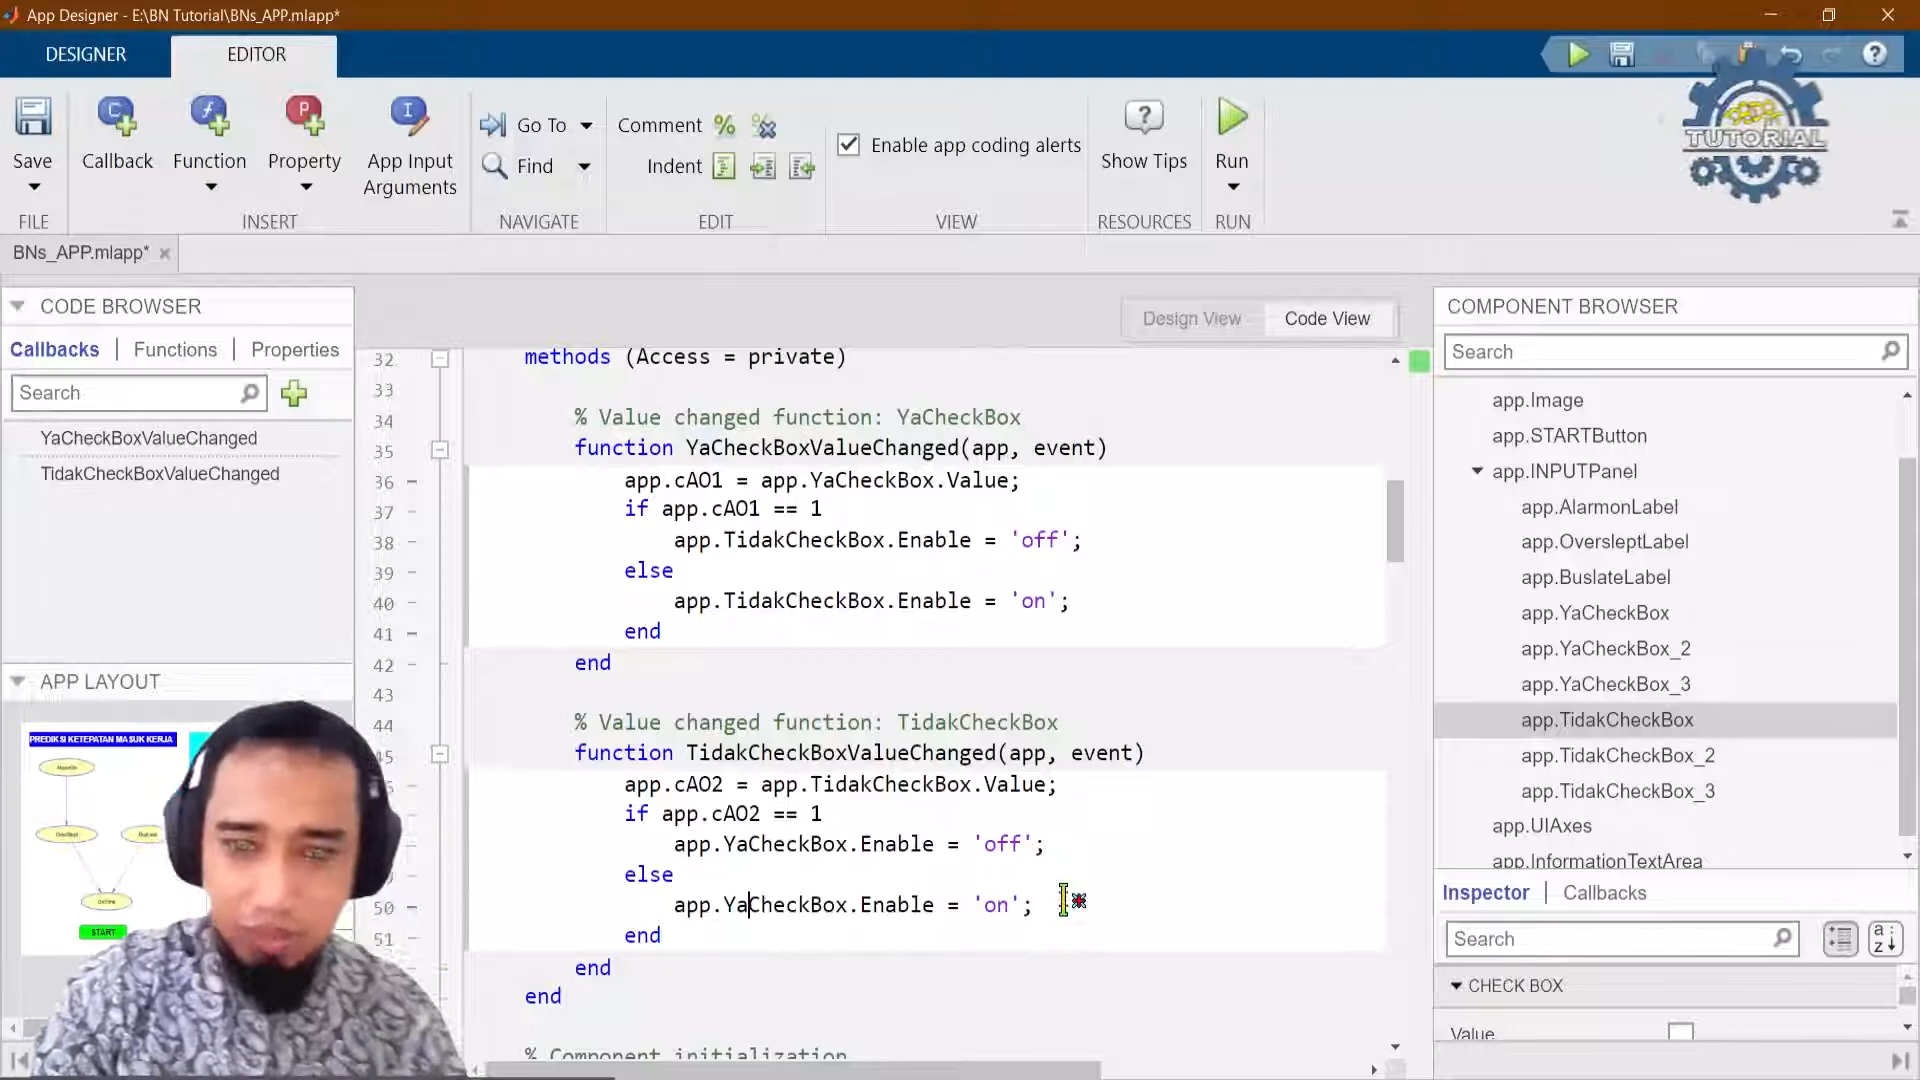 App Designer - E:\BN Tutorial\BNs_APP.mlapp*
DESIGNER
EDITOR
TUTORIAL
Save
Callback
Function
Property
App Input
Arguments
Go To
Find
Comment
Indent
Enable app coding alerts
Show Tips
Run
FILE
INSERT
NAVIGATE
EDIT
VIEW
RESOURCES
RUN
BNs_APP.mlapp*
CODE BROWSER
Callbacks
Functions
Properties
Search
YaCheckBoxValueChanged
TidakCheckBoxValueChanged
APP LAYOUT
PREDIKSI KETEPATAN MASUK KERJA
START
Design View
Code View
32 methods (Access = private)
33
34 % Value changed function: YaCheckBox
35 function YaCheckBoxValueChanged(app, event)
36 app.cAO1 = app.YaCheckBox.Value;
37 if app.cAO1 == 1
38 app.TidakCheckBox.Enable = 'off';
39 else
40 app.TidakCheckBox.Enable = 'on';
41 end
42 end
43
44 % Value changed function: TidakCheckBox
45 function TidakCheckBoxValueChanged(app, event)
app.cAO2 = app.TidakCheckBox.Value;
if app.cAO2 == 1
app.YaCheckBox.Enable = 'off';
else
50 app.YaCheckBox.Enable = 'on';
51 end
end
end
% Component initialization
COMPONENT BROWSER
Search
app.Image
app.STARTButton
app.INPUTPanel
app.AlarmonLabel
app.OversleptLabel
app.BuslateLabel
app.YaCheckBox
app.YaCheckBox_2
app.YaCheckBox_3
app.TidakCheckBox
app.TidakCheckBox_2
app.TidakCheckBox_3
app.UIAxes
app.InformationTextArea
Inspector
Callbacks
Search
CHECK BOX
Value